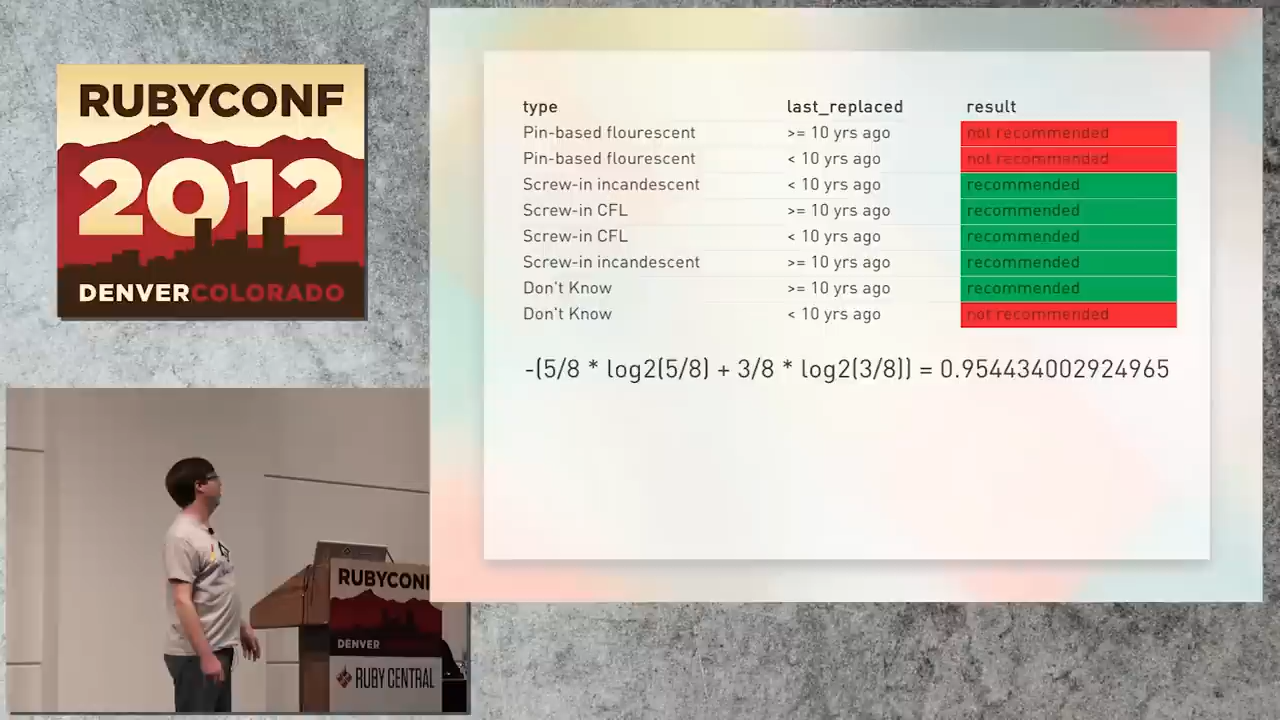 RUBYCONF
2012
DENVER COLORADO
type last_replaced result
Pin-based flourescent >= 10 yrs ago not recommended
Pin-based flourescent < 10 yrs ago not recommended
Screw-in incandescent < 10 yrs ago recommended
Screw-in CFL >= 10 yrs ago recommended
Screw-in CFL < 10 yrs ago recommended
Screw-in incandescent >= 10 yrs ago recommended
Don't Know >= 10 yrs ago recommended
Don't Know < 10 yrs ago not recommended
-(5/8 * log2(5/8) + 3/8 * log2(3/8)) = 0.954434002924965
RUBYCONF
DENVER
RUBY CENTRAL